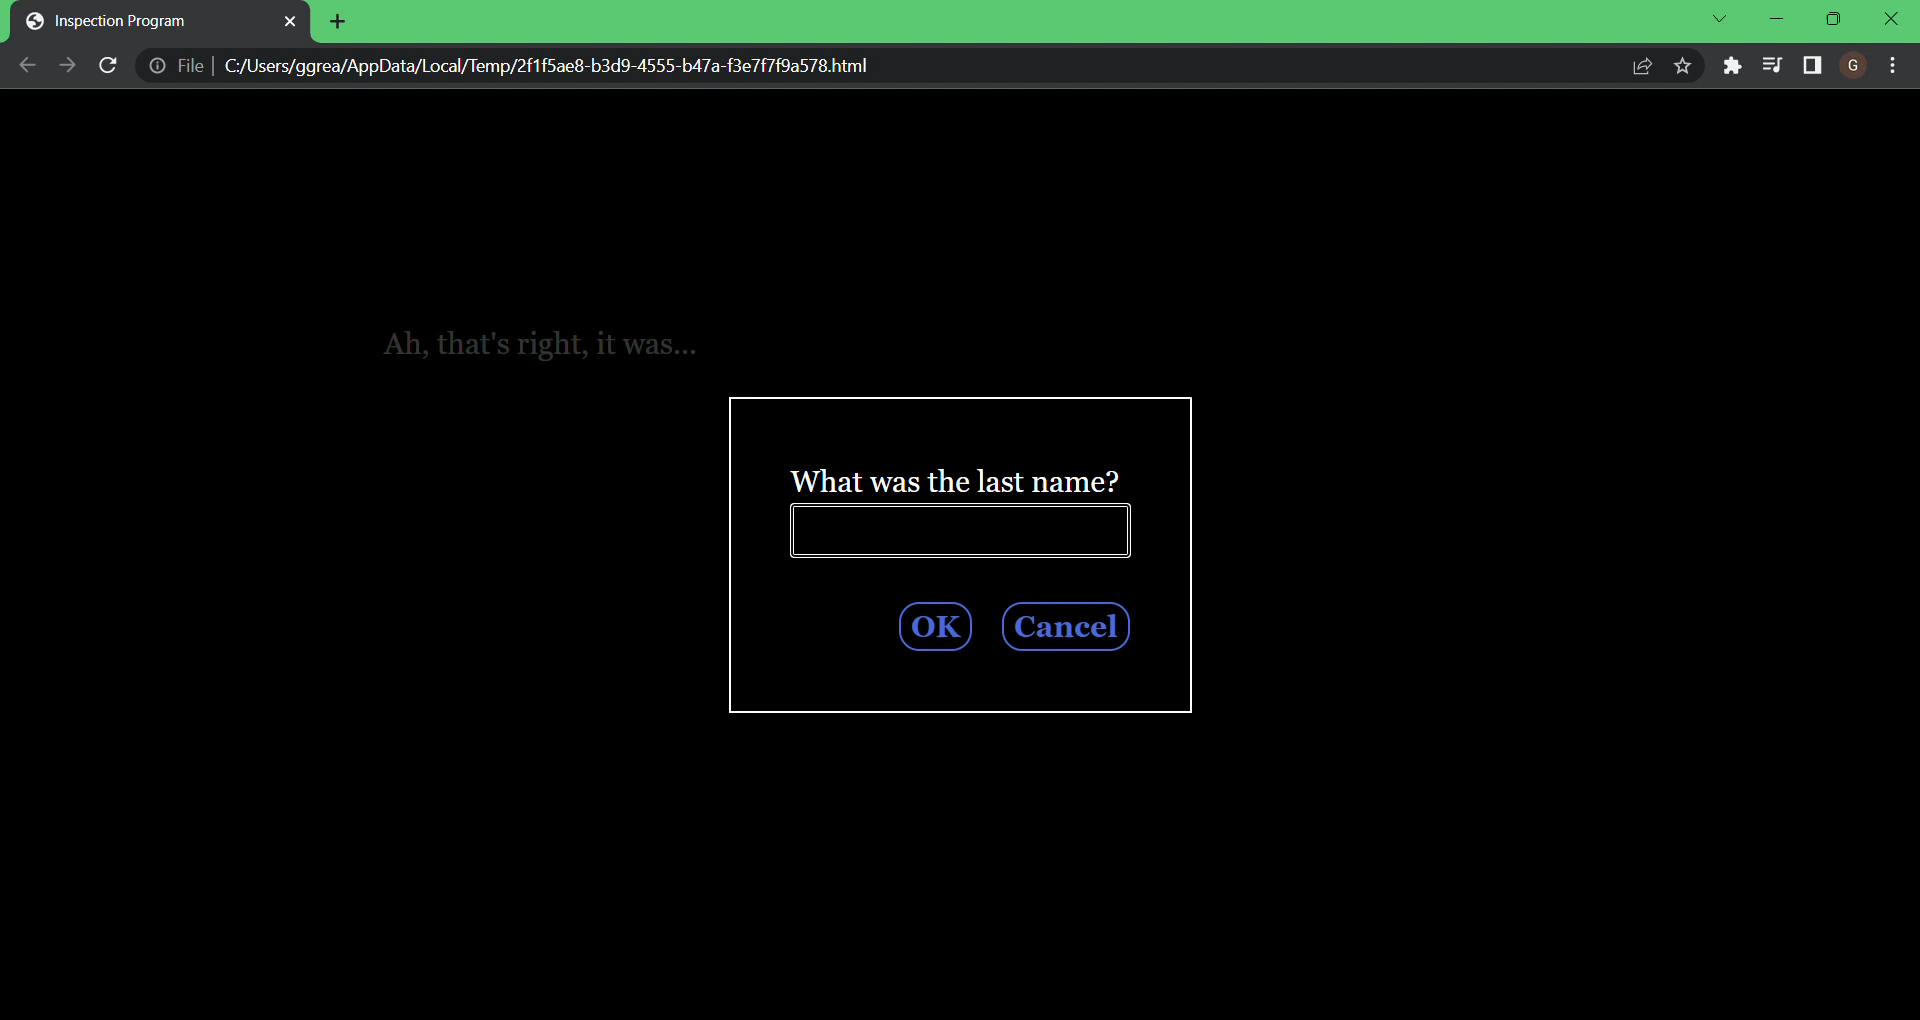 Inspection Program
File
C:/Users/ggrea/AppData/Local/Temp/2f1f5ae8-b3d9-4555-b47a-f3e7f7f9a578.html
G
Ah, that's right, it was...
What was the last name?
OK Cancel